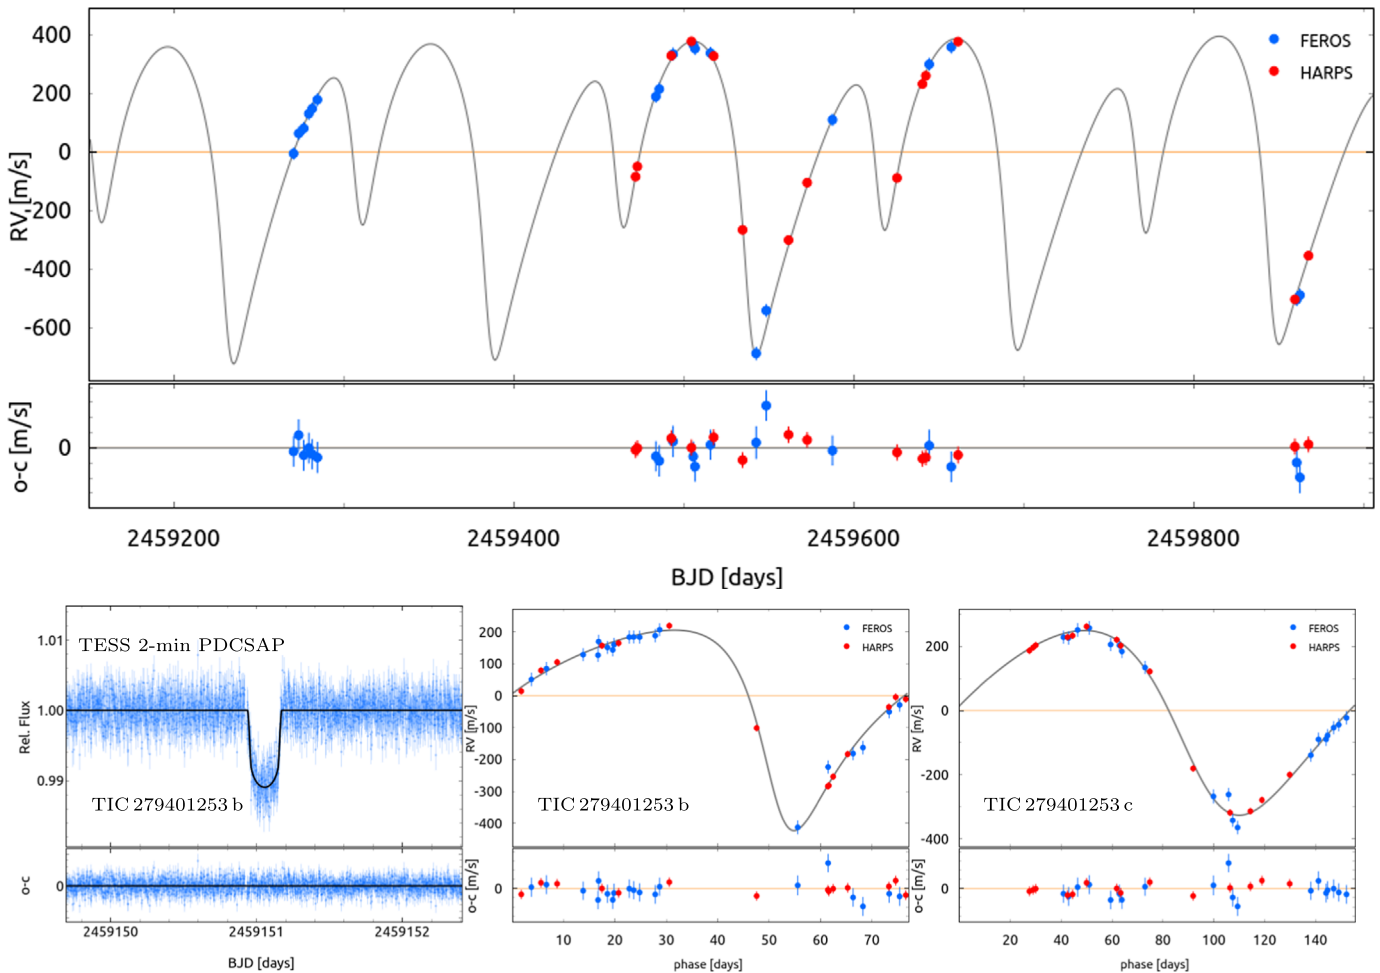 400
FEROS
HARPS
200
0
-200
-400
-600
RV [m/s]
0
o-c [m/s]
2459200 2459400 2459600 2459800
BJD [days]
1.01
1.00
0.99
Rel. Flux
TESS 2-min PDCSAP
TIC 279401253 b
0
o-c
2459150 2459151 2459152
BJD [days]
200
100
0
-100
-200
-300
-400
RV [m/s]
FEROS
HARPS
TIC 279401253 b
0
o-c [m/s]
10 20 30 40 50 60 70
phase [days]
200
0
-200
-400
RV [m/s]
FEROS
HARPS
TIC 279401253 c
0
o-c [m/s]
20 40 60 80 100 120 140
phase [days]